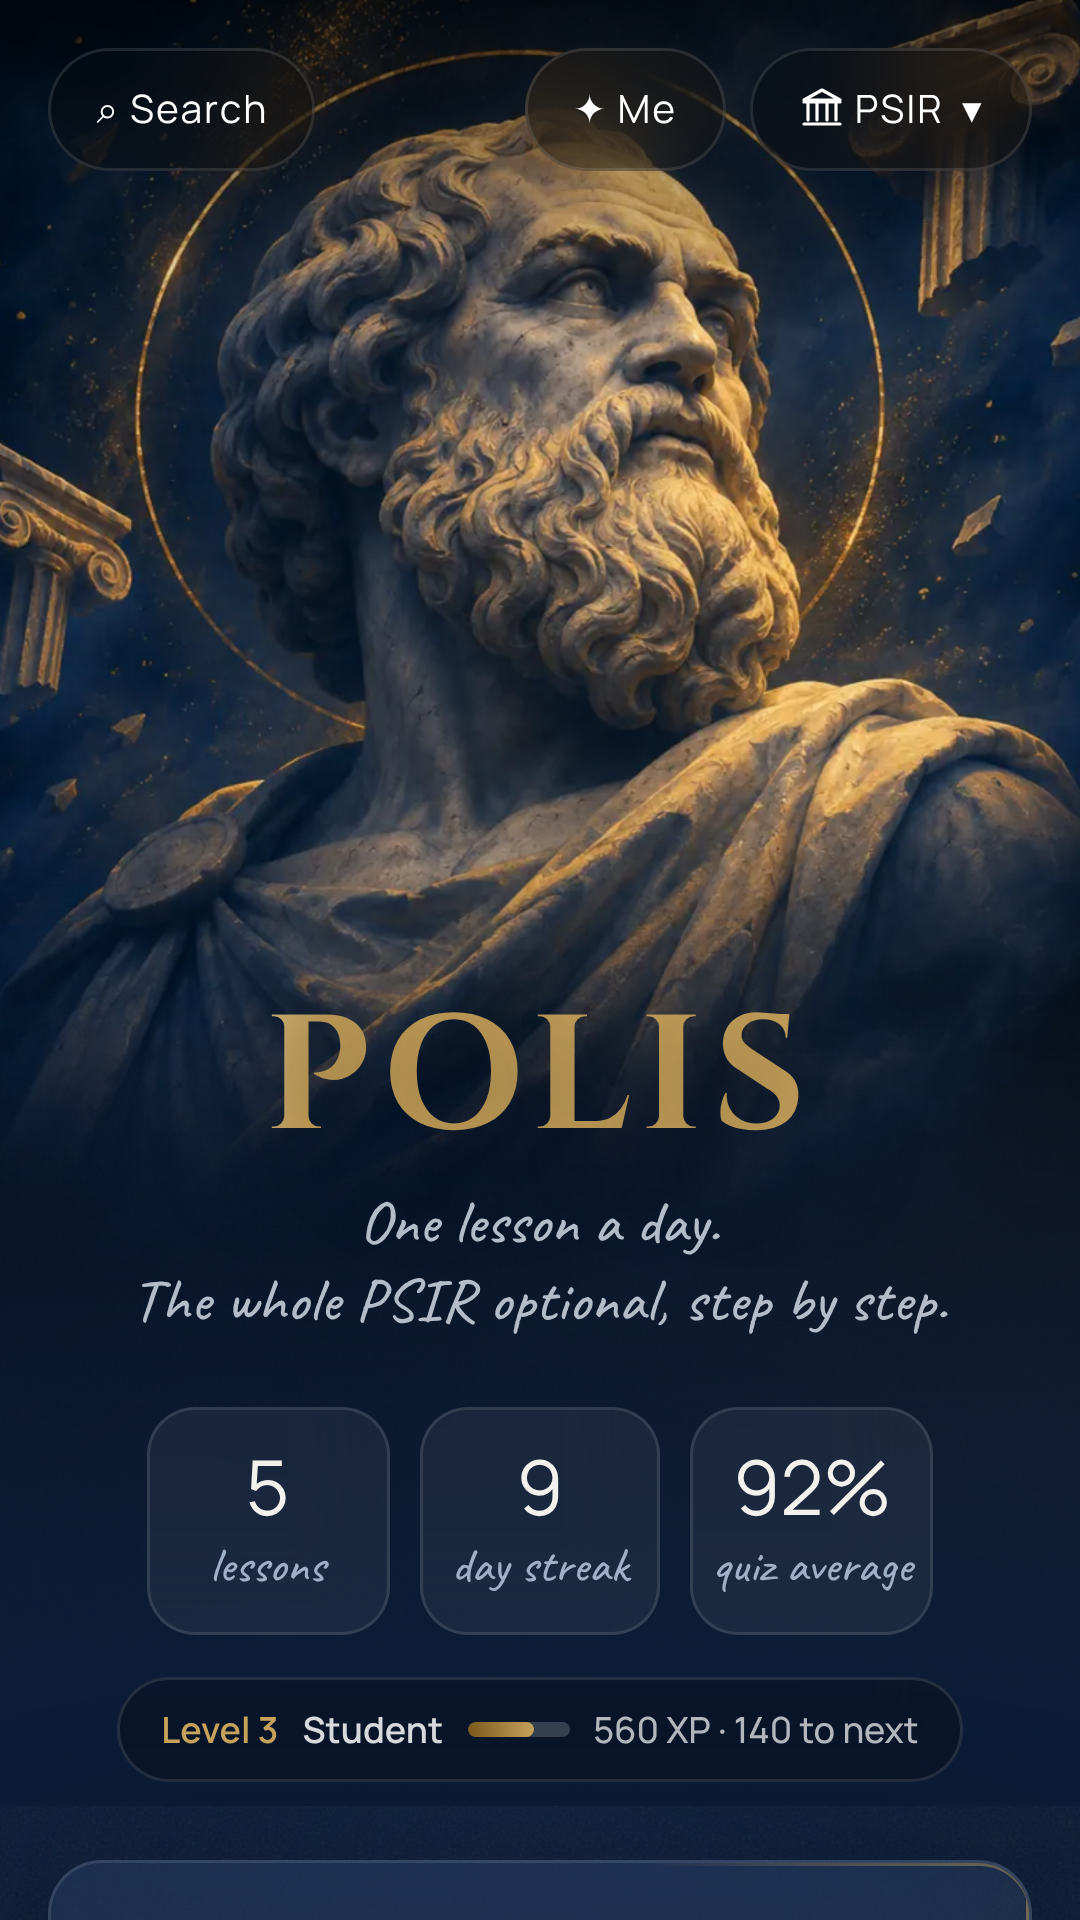 Search
Me
PSIR ▼
POLIS
One lesson a day.
The whole PSIR optional, step by step.
5
lessons
9
day streak
92%
quiz average
Level 3 Student 560 XP · 140 to next